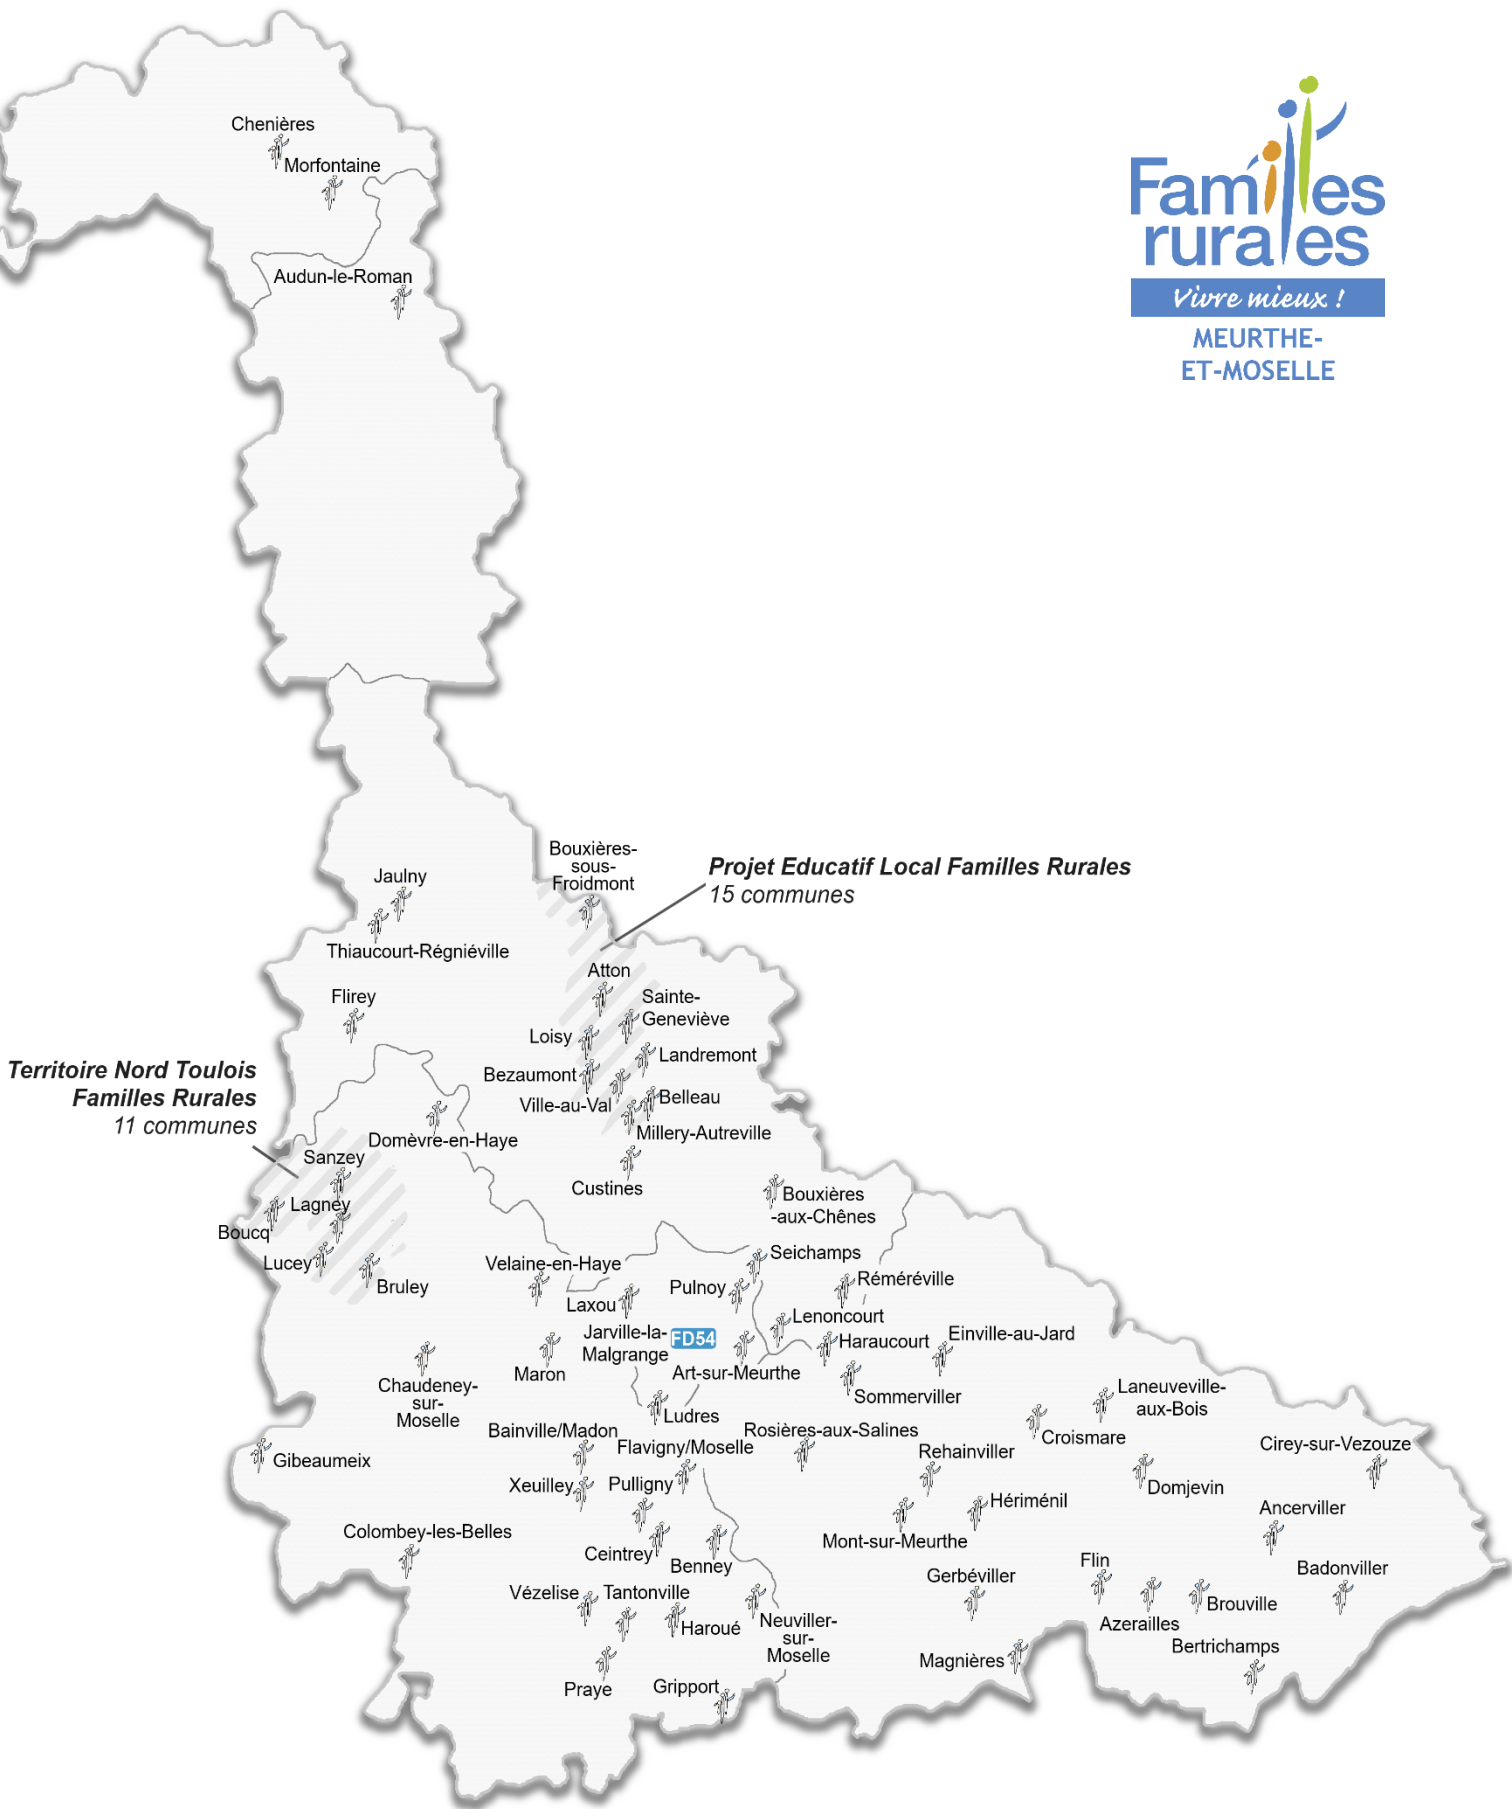 Chenières
Morfontaine
Audun-le-Roman
Familles
rurales
Vivre mieux !
MEURTHE-
ET-MOSELLE
Bouxières-
sous-
Froidmont
Projet Educatif Local Familles Rurales
15 communes
Jaulny
Thiaucourt-Régniéville
Atton
Flirey
Sainte-
Geneviève
Loisy
Landremont
Bezaumont
Territoire Nord Toulois
Familles Rurales
11 communes
Ville-au-Val
Belleau
Millery-Autreville
Domèvre-en-Haye
Sanzey
Custines
Lagney
Bouxières
-aux-Chênes
Boucq
Lucey
Bruley
Velaine-en-Haye
Seichamps
Pulnoy
Réméréville
Laxou
Lenoncourt
Jarville-la-
Malgrange
FD54
Haraucourt
Einville-au-Jard
Maron
Art-sur-Meurthe
Chaudeney-
sur-
Moselle
Sommerviller
Laneuveville-
aux-Bois
Ludres
Bainville/Madon
Rosières-aux-Salines
Croismare
Flavigny/Moselle
Rehainviller
Cirey-sur-Vezouze
Gibeaumeix
Xeuilley
Pulligny
Domjevin
Hériménil
Ancerviller
Colombey-les-Belles
Mont-sur-Meurthe
Ceintrey
Benney
Flin
Badonviller
Gerbéviller
Vézelise
Tantonville
Brouville
Haroué
Neuviller-
sur-
Moselle
Azerailles
Bertrichamps
Magnières
Praye
Gripport